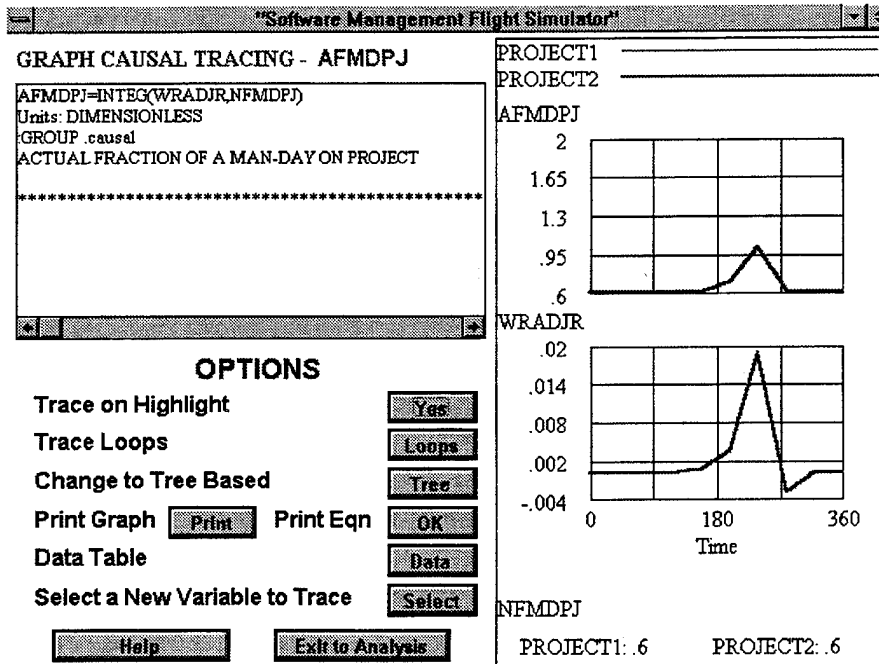 "Software Management Flight Simulator"
GRAPH CAUSAL TRACING - AFMDPJ
AFMDPJ=INTEG(WRADJR,NFMDPJ)
Units: DIMENSIONLESS
:GROUP .causal
ACTUAL FRACTION OF A MAN-DAY ON PROJECT
************************************************
OPTIONS
Trace on Highlight Yes
Trace Loops Loops
Change to Tree Based Tree
Print Graph Print Print Eqn OK
Data Table Data
Select a New Variable to Trace Select
Help Exit to Analysis
PROJECT1
PROJECT2
AFMDPJ
2
1.65
1.3
.95
.6
WRADJR
.02
.014
.008
.002
-.004
0 180 360
Time
NFMDPJ
PROJECT1: .6 PROJECT2: .6